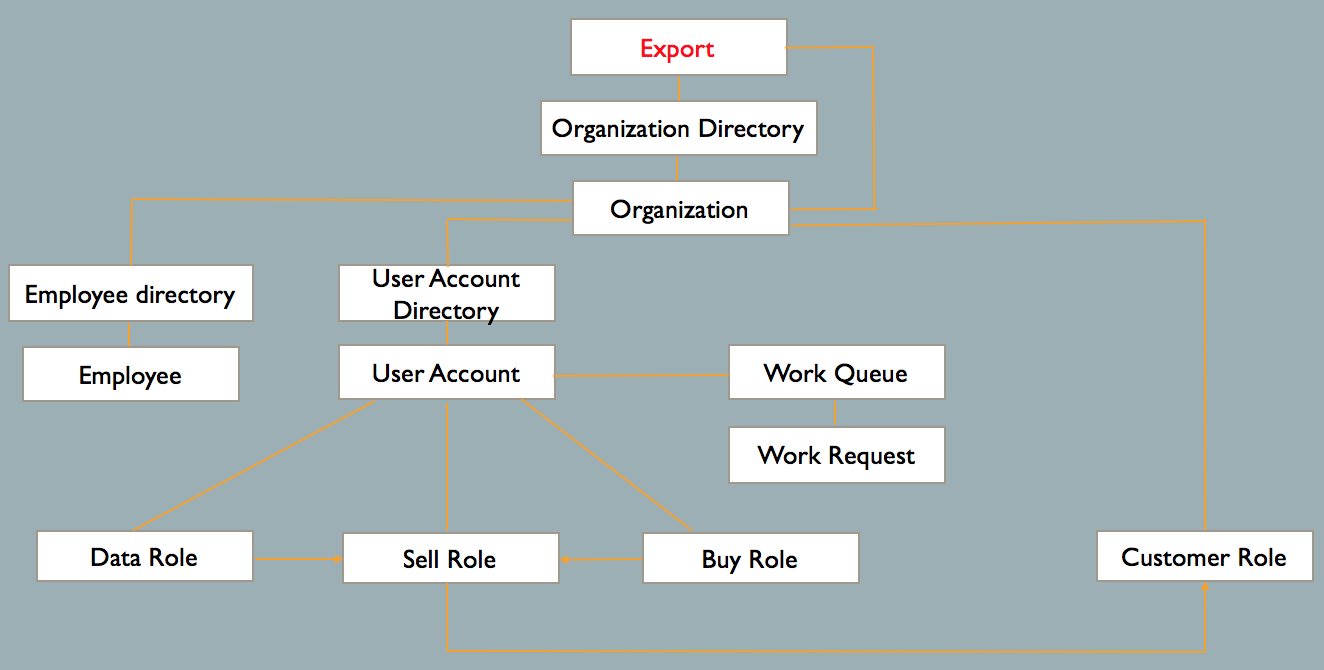 Export
Organization Directory
Organization
Employee directory
User Account
Directory
Employee
User Account
Work Queue
Work Request
Data Role
Sell Role
Buy Role
Customer Role